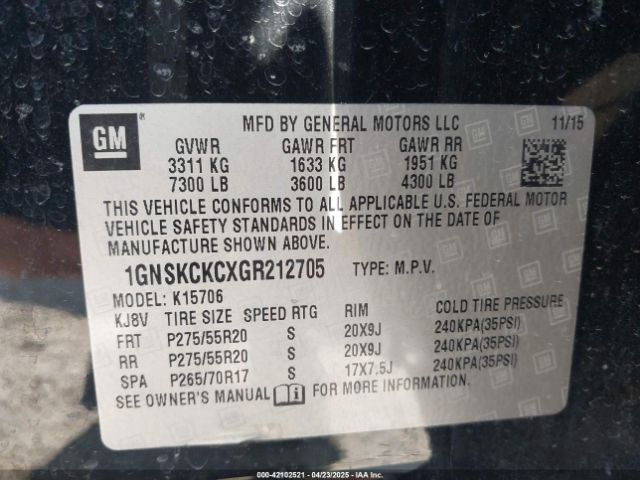 GM ®
MFD BY GENERAL MOTORS LLC 11/15
GVWR GAWR FRT GAWR RR
3311 KG 1633 KG 1951 KG
7300 LB 3600 LB 4300 LB
THIS VEHICLE CONFORMS TO ALL APPLICABLE U.S. FEDERAL MOTOR
VEHICLE SAFETY STANDARDS IN EFFECT ON THE DATE OF
MANUFACTURE SHOWN ABOVE.
1GNSKCKCXGR212705 TYPE: M.P.V.
MODEL: K15706
KJ8V TIRE SIZE SPEED RTG RIM COLD TIRE PRESSURE
FRT P275/55R20 S 20X9J 240KPA(35PSI)
RR P275/55R20 S 20X9J 240KPA(35PSI)
SPA P265/70R17 S 17X7.5J 240KPA(35PSI)
SEE OWNER'S MANUAL FOR MORE INFORMATION.
000-42102521 - 04/23/2025 - IAAI.COM